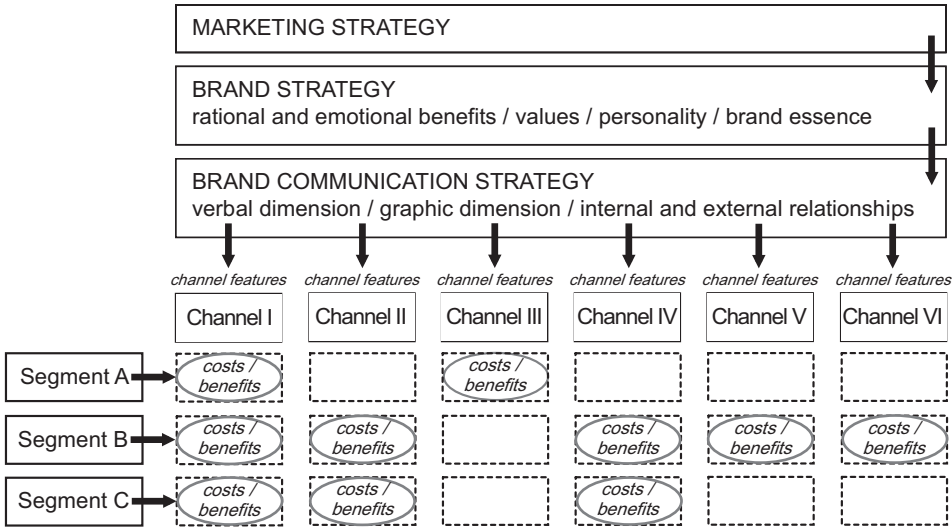 MARKETING STRATEGY
BRAND STRATEGY
rational and emotional benefits / values / personality / brand essence
BRAND COMMUNICATION STRATEGY
verbal dimension / graphic dimension / internal and external relationships
channel features channel features channel features channel features channel features channel features
Channel I Channel II Channel III Channel IV Channel V Channel VI
Segment A
costs /
benefits
costs /
benefits
Segment B
costs /
benefits
costs /
benefits
costs /
benefits
costs /
benefits
costs /
benefits
Segment C
costs /
benefits
costs /
benefits
costs /
benefits